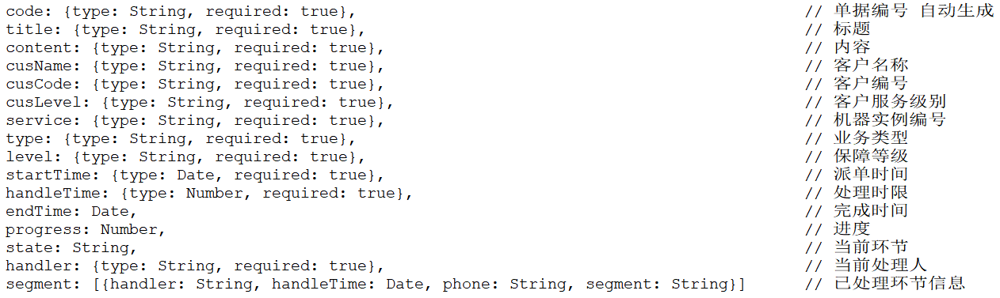 code: {type: String, required: true}, // 单据编号 自动生成
title: {type: String, required: true}, // 标题
content: {type: String, required: true}, // 内容
cusName: {type: String, required: true}, // 客户名称
cusCode: {type: String, required: true}, // 客户编号
cusLevel: {type: String, required: true}, // 客户服务级别
service: {type: String, required: true}, // 机器实例编号
type: {type: String, required: true}, // 业务类型
level: {type: String, required: true}, // 保障等级
startTime: {type: Date, required: true}, // 派单时间
handleTime: {type: Number, required: true}, // 处理时限
endTime: Date, // 完成时间
progress: Number, // 进度
state: String, // 当前环节
handler: {type: String, required: true}, // 当前处理人
segment: [{handler: String, handleTime: Date, phone: String, segment: String}] // 已处理环节信息